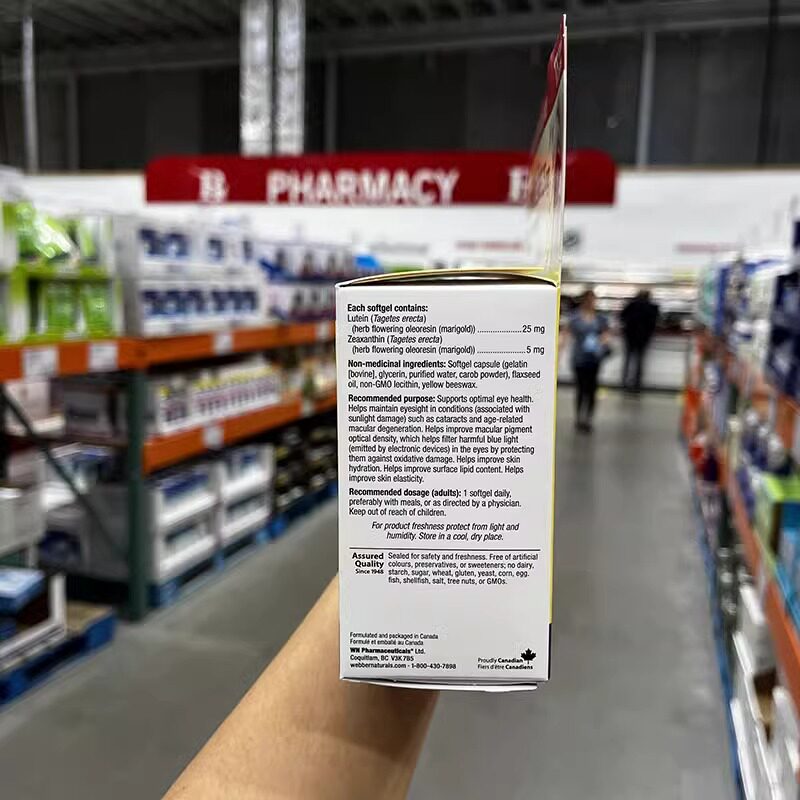 PHARMACY
Each softgel contains:
Lutein (Tagetes erecta)
(herb flowering oleoresin (marigold)) ......................25 mg
Zeaxanthin (Tagetes erecta)
(herb flowering oleoresin (marigold)) ........................5 mg
Non-medicinal ingredients: Softgel capsule (gelatin
[bovine], glycerin, purified water, carob powder), flaxseed
oil, non-GMO lecithin, yellow beeswax.
Recommended purpose: Supports optimal eye health.
Helps maintain eyesight in conditions (associated with
sunlight damage) such as cataracts and age-related
macular degeneration. Helps improve macular pigment
optical density, which helps filter harmful blue light
(emitted by electronic devices) in the eyes by protecting
them against oxidative damage. Helps improve skin
hydration. Helps improve surface lipid content. Helps
improve skin elasticity.
Recommended dosage (adults): 1 softgel daily,
preferably with meals, or as directed by a physician.
Keep out of reach of children.
For product freshness protect from light and
humidity. Store in a cool, dry place.
Assured Quality Since 1946
Sealed for safety and freshness. Free of artificial
colours, preservatives, or sweeteners; no dairy,
starch, sugar, wheat, gluten, yeast, corn, egg,
fish, shellfish, salt, tree nuts, or GMOs.
Formulated and packaged in Canada
Formulé et emballé au Canada
WN Pharmaceuticals® Ltd.
Coquitlam, BC V3K 7B5
webbernaturals.com • 1-800-430-7898
Proudly Canadian
Fiers d'être Canadiens